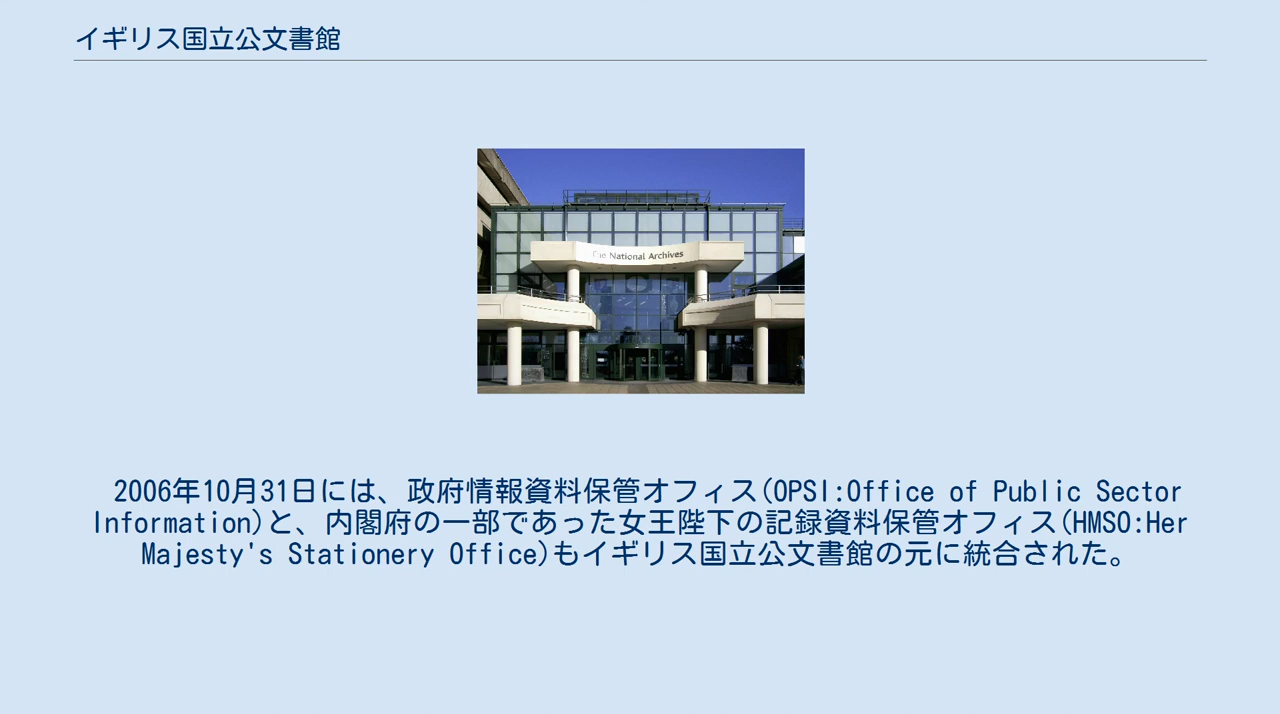 イギリス国立公文書館
The National Archives
2006年10月31日には、政府情報資料保管オフィス(OPSI:Office of Public Sector
Information)と、内閣府の一部であった女王陛下の記録資料保管オフィス(HMSO:Her
Majesty's Stationery Office)もイギリス国立公文書館の元に統合された。